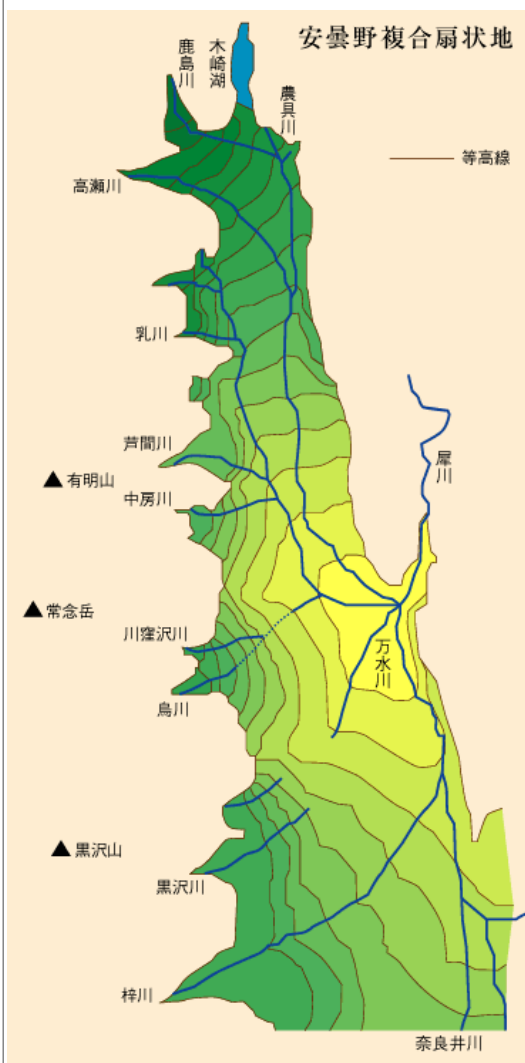 安曇野複合扇状地
鹿島川
木崎湖
農具川
等高線
高瀬川
乳川
芦間川
▲有明山
中房川
犀川
▲常念岳
川窪沢川
万水川
烏川
▲黒沢山
黒沢川
梓川
奈良井川